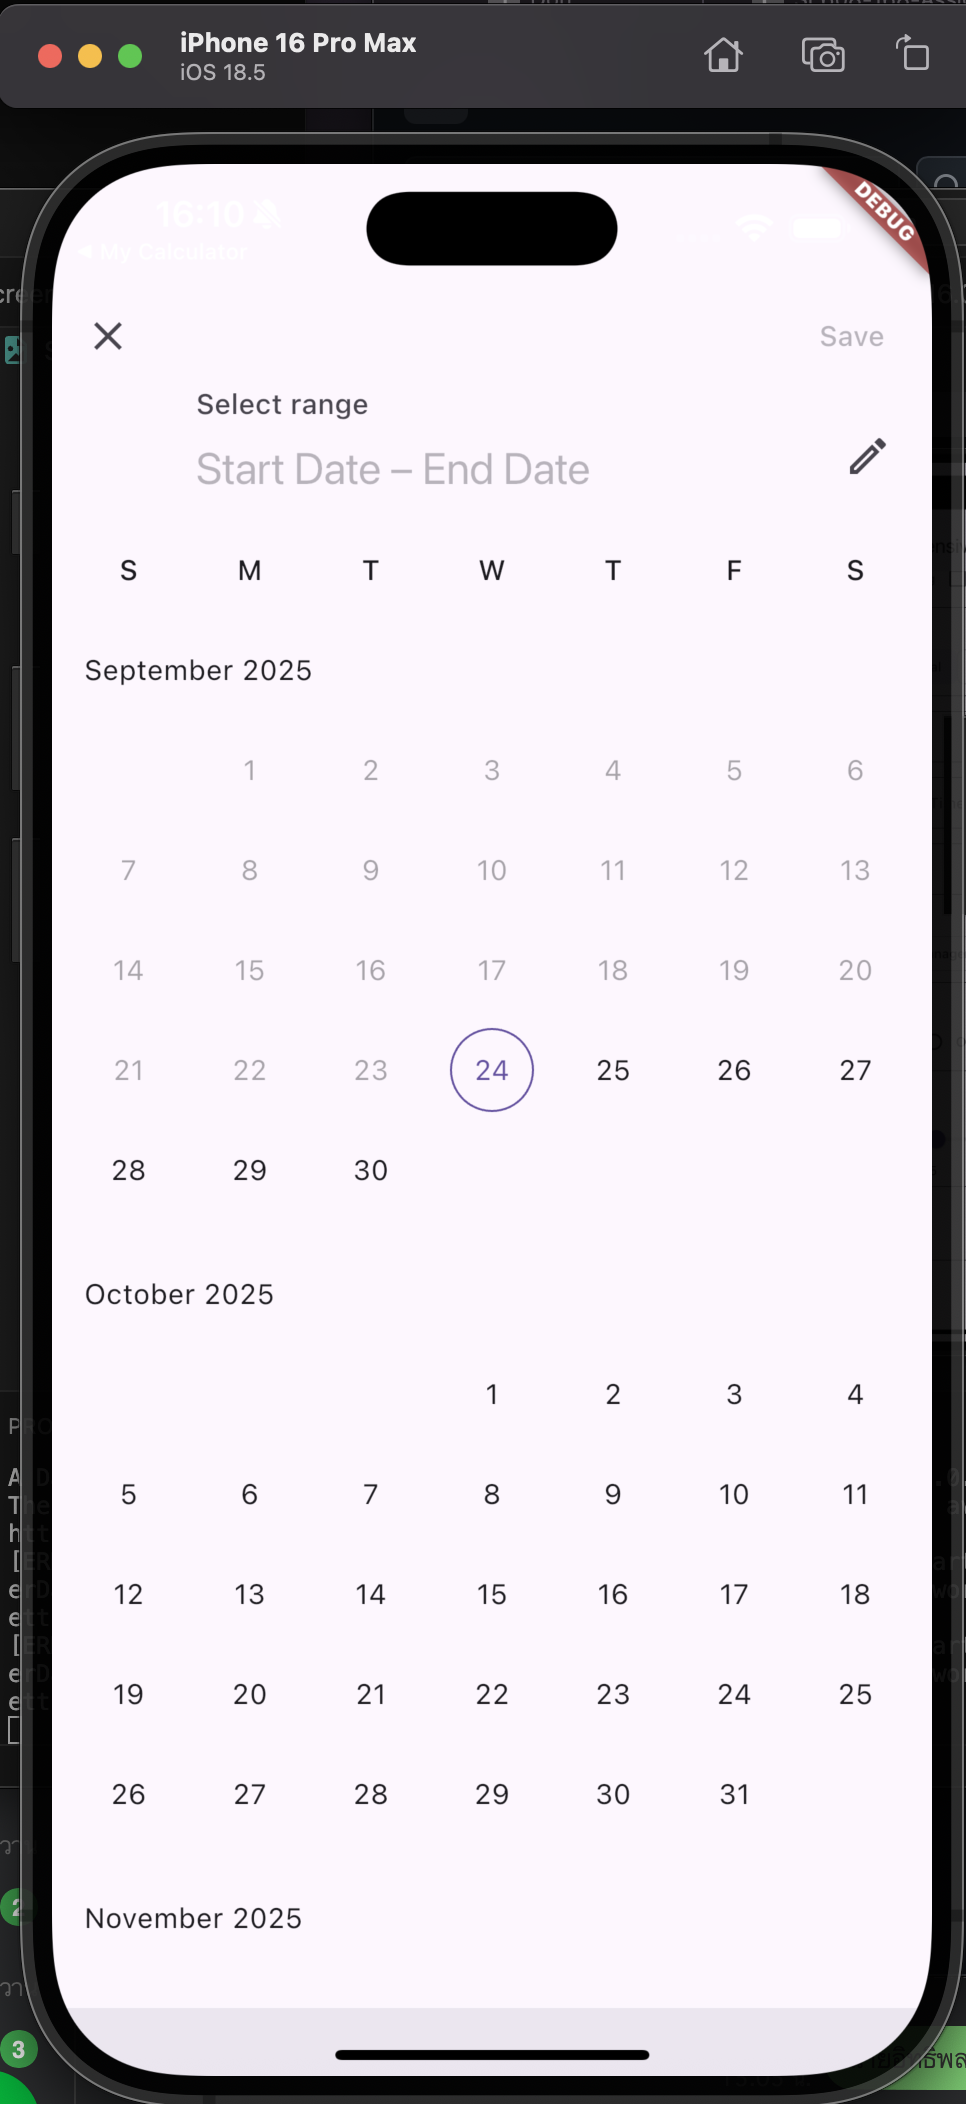 iPhone 16 Pro Max
iOS 18.5
DEBUG
16:10
◀ My Calculator
Save
Select range
Start Date – End Date
S M T W T F S
September 2025
1 2 3 4 5 6
7 8 9 10 11 12 13
14 15 16 17 18 19 20
21 22 23 24 25 26 27
28 29 30
October 2025
1 2 3 4
5 6 7 8 9 10 11
12 13 14 15 16 17 18
19 20 21 22 23 24 25
26 27 28 29 30 31
November 2025
2
3